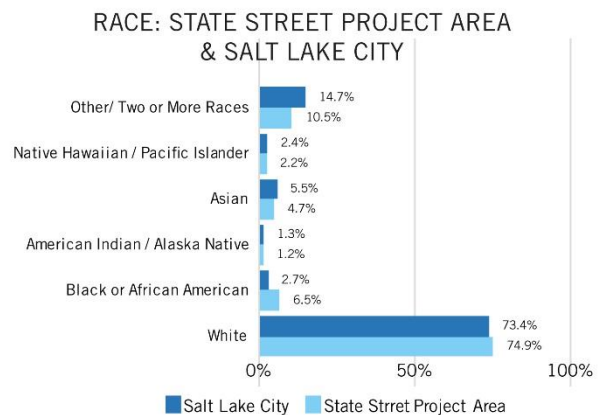 RACE: STATE STREET PROJECT AREA
& SALT LAKE CITY
Other/ Two or More Races
14.7%
10.5%
Native Hawaiian / Pacific Islander
2.4%
2.2%
Asian
5.5%
4.7%
American Indian / Alaska Native
1.3%
1.2%
Black or African American
2.7%
6.5%
White
73.4%
74.9%
0% 50% 100%
Salt Lake City State Strret Project Area